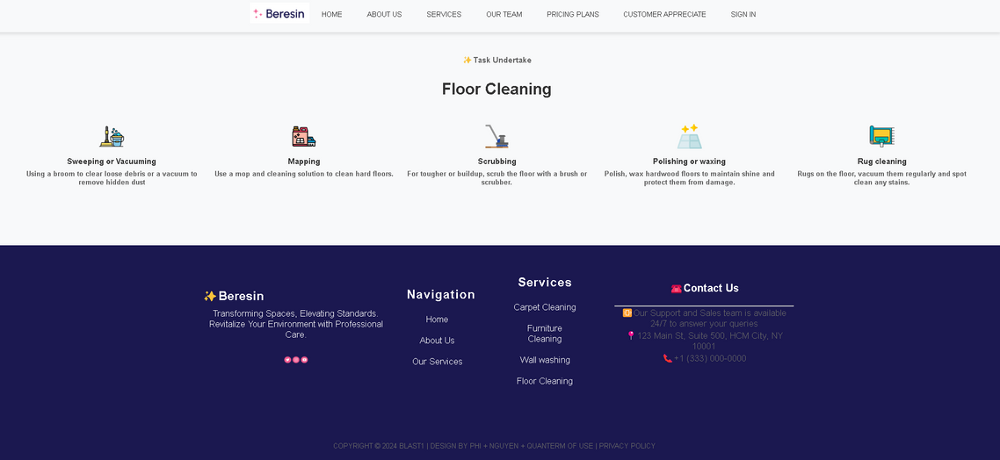 Beresin
HOME
ABOUT US
SERVICES
OUR TEAM
PRICING PLANS
CUSTOMER APPRECIATE
SIGN IN
✨ Task Undertake
Floor Cleaning
Sweeping or Vacuuming
Using a broom to clear loose debris or a vacuum to
remove hidden dust
Mapping
Use a mop and cleaning solution to clean hard floors.
Scrubbing
For tougher or buildup, scrub the floor with a brush or
scrubber.
Polishing or waxing
Polish, wax hardwood floors to maintain shine and
protect them from damage.
Rug cleaning
Rugs on the floor, vacuum them regularly and spot
clean any stains.
✨ Beresin
Transforming Spaces, Elevating Standards.
Revitalize Your Environment with Professional
Care.
Navigation
Home
About Us
Our Services
Services
Carpet Cleaning
Furniture
Cleaning
Wall washing
Floor Cleaning
☎️ Contact Us
Our Support and Sales team is available
24/7 to answer your queries
📍 123 Main St, Suite 500, HCM City, NY
10001
📞 +1 (333) 000-0000
COPYRIGHT © 2024 BLAST1 | DESIGN BY PHI + NGUYEN + QUANTERM OF USE | PRIVACY POLICY